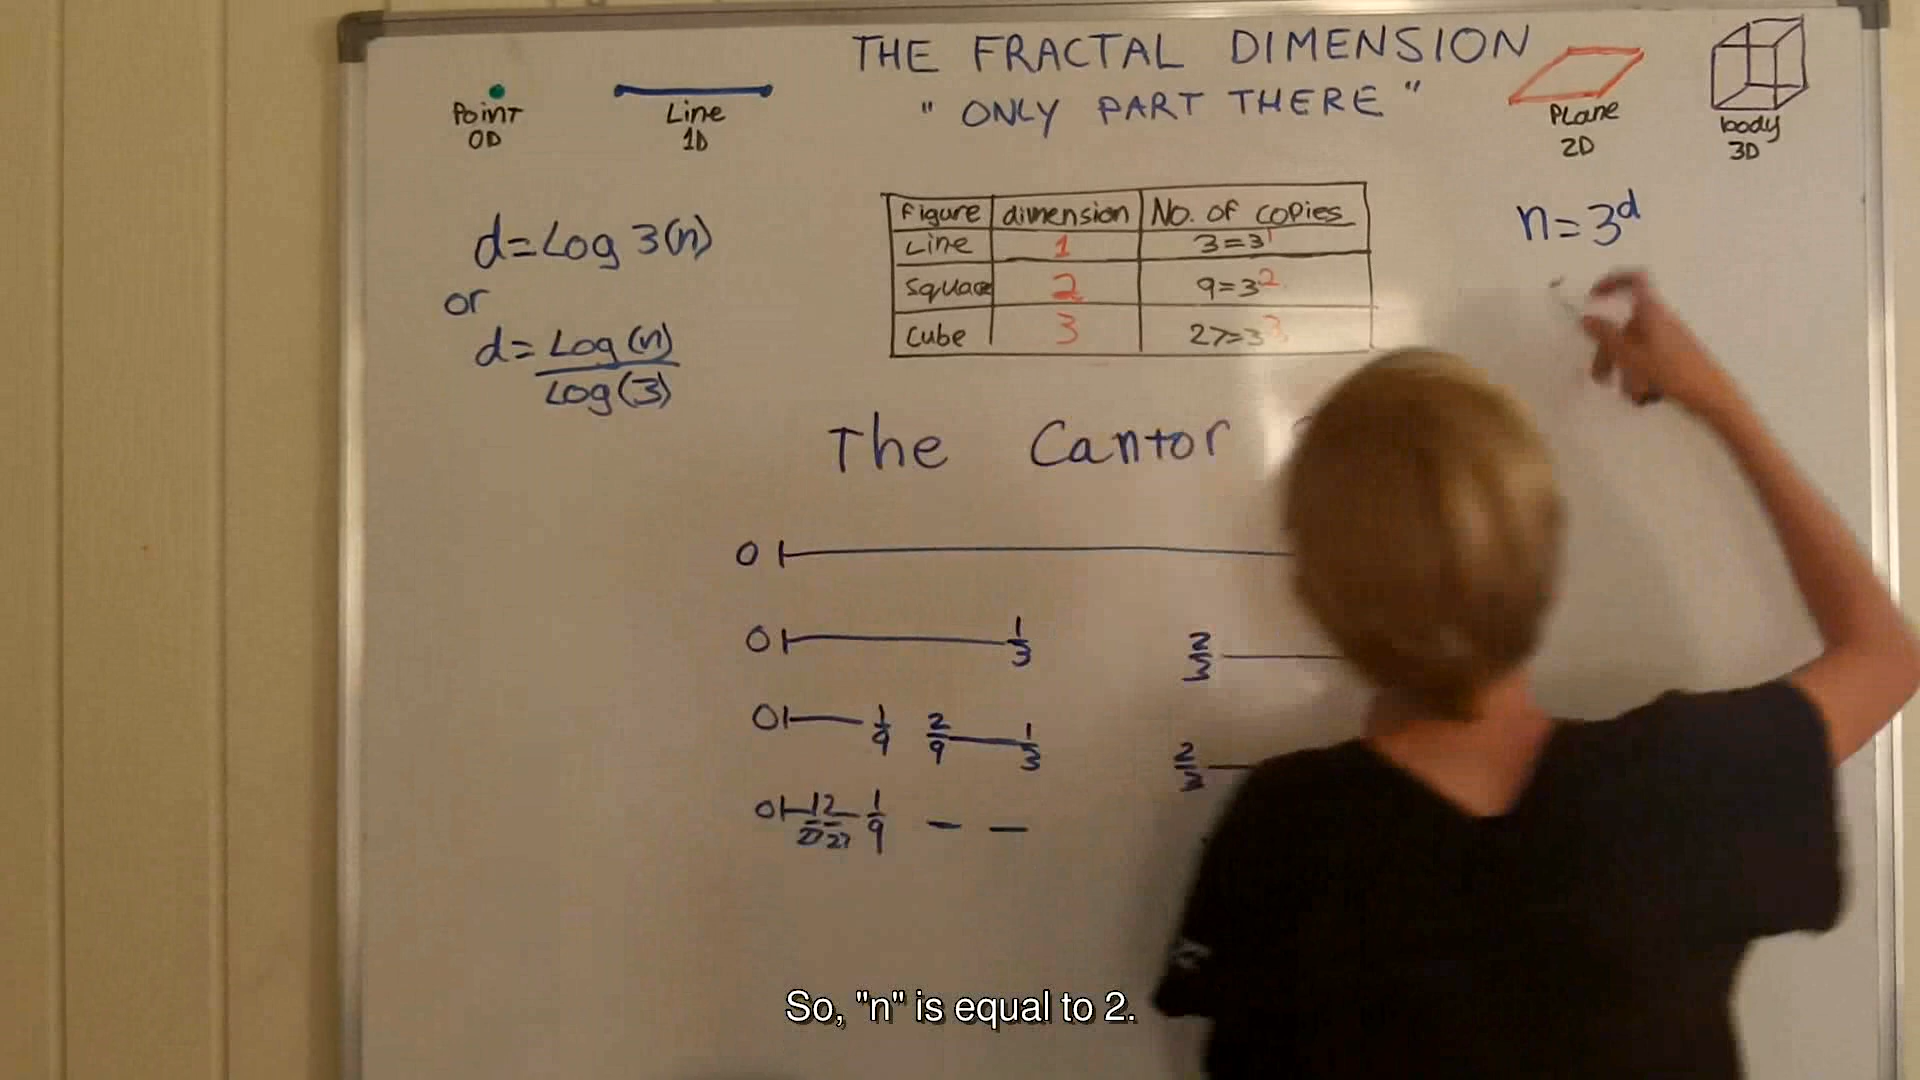 THE FRACTAL DIMENSION
" ONLY PART THERE "
Point
0D
Line
1D
PLane
2D
body
3D
d=Log 3(n)
or
d=Log(n)
Log(3)
Figure dimension No. of copies
Line 1 3=3¹
Square 2 9=3²
Cube 3 27=3³
n=3ᵈ
The Cantor
0
0 1/3 2/3
0 1/9 2/9 1/3 2/3
0 1/27 2/27 1/9
So, "n" is equal to 2.